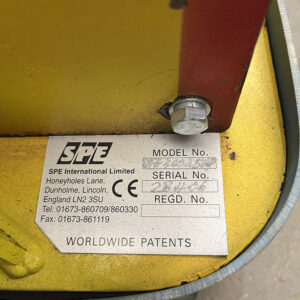 SPE
SPE International Limited
Honeyholes Lane,
Dunholme, Lincoln,
England LN2 3SU
Tel: 01673-860709/860330
Fax: 01673-861119
CE
MODEL No.
SERIAL No.
REGD. No.
WORLDWIDE PATENTS